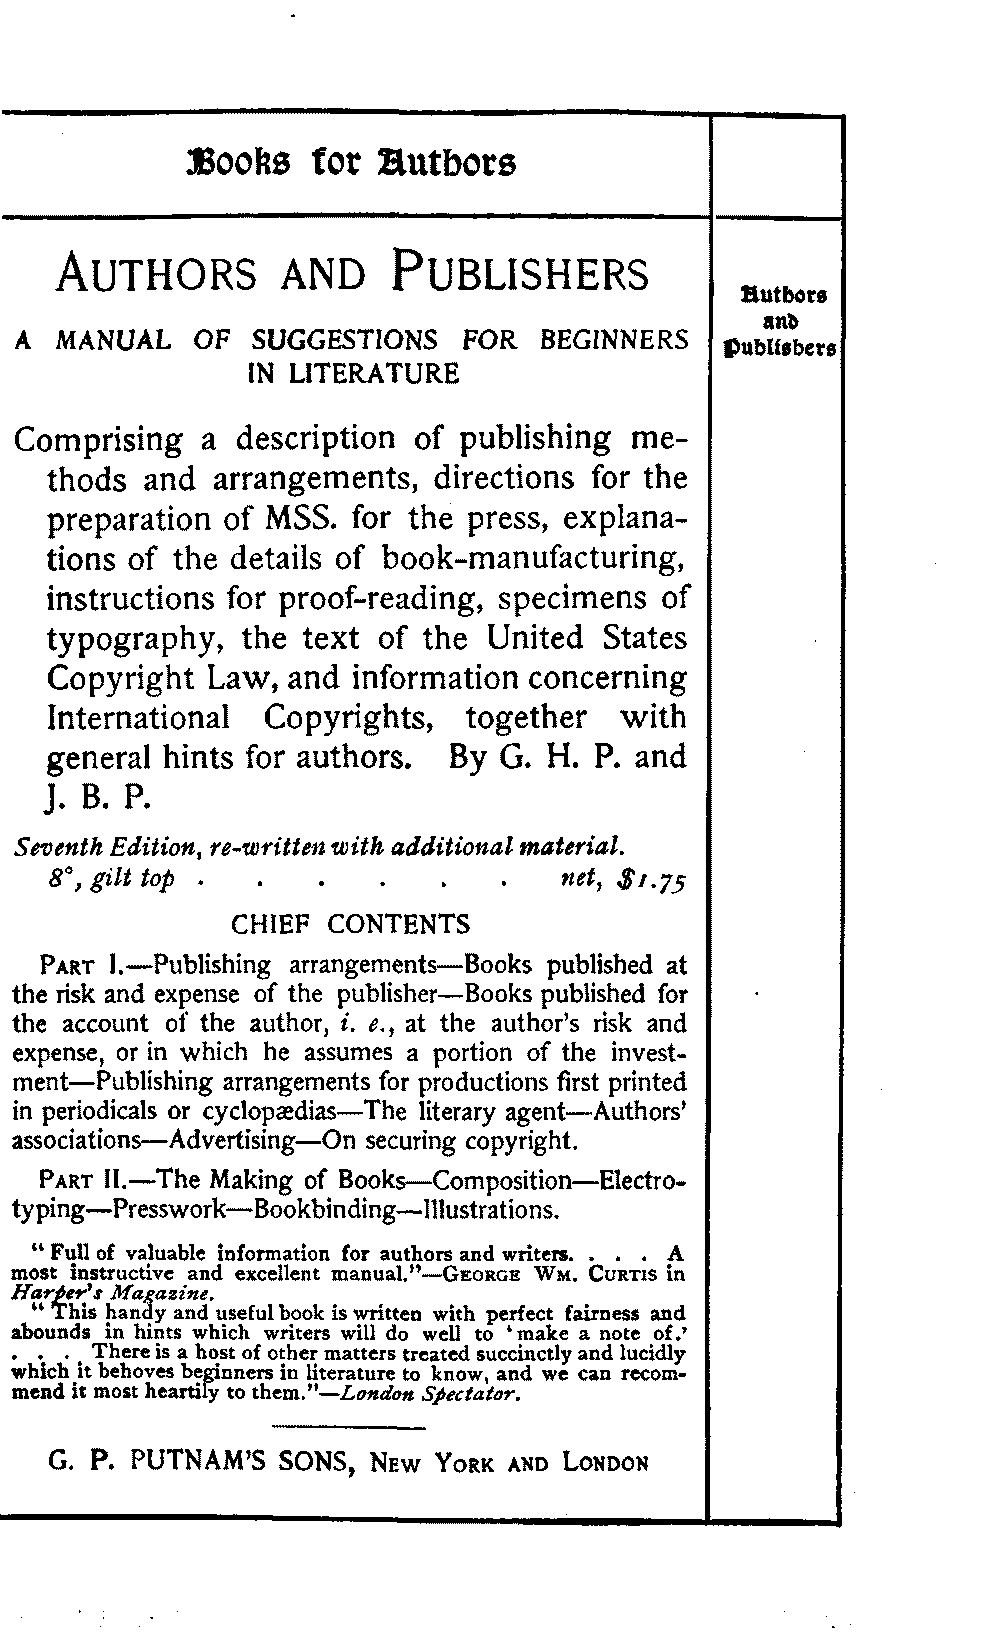 Books for Authors
AUTHORS AND PUBLISHERS
A MANUAL OF SUGGESTIONS FOR BEGINNERS
IN LITERATURE
Comprising a description of publishing me-
thods and arrangements, directions for the
preparation of MSS. for the press, explana-
tions of the details of book-manufacturing,
instructions for proof-reading, specimens of
typography, the text of the United States
Copyright Law, and information concerning
International Copyrights, together with
general hints for authors. By G. H. P. and
J. B. P.
Seventh Edition, re-written with additional material.
8°, gilt top . . . . . . net, $1.75
CHIEF CONTENTS
PART I.—Publishing arrangements—Books published at
the risk and expense of the publisher—Books published for
the account of the author, i. e., at the author's risk and
expense, or in which he assumes a portion of the invest-
ment—Publishing arrangements for productions first printed
in periodicals or cyclopædias—The literary agent—Authors'
associations—Advertising—On securing copyright.
PART II.—The Making of Books—Composition—Electro-
typing—Presswork—Bookbinding—Illustrations.
"Full of valuable information for authors and writers. . . . A
most instructive and excellent manual."—GEORGE WM. CURTIS in
Harper's Magazine.
"This handy and useful book is written with perfect fairness and
abounds in hints which writers will do well to 'make a note of.'
. . . There is a host of other matters treated succinctly and lucidly
which it behoves beginners in literature to know, and we can recom-
mend it most heartily to them."—London Spectator.
G. P. PUTNAM'S SONS, NEW YORK AND LONDON
Authors
and
Publishers